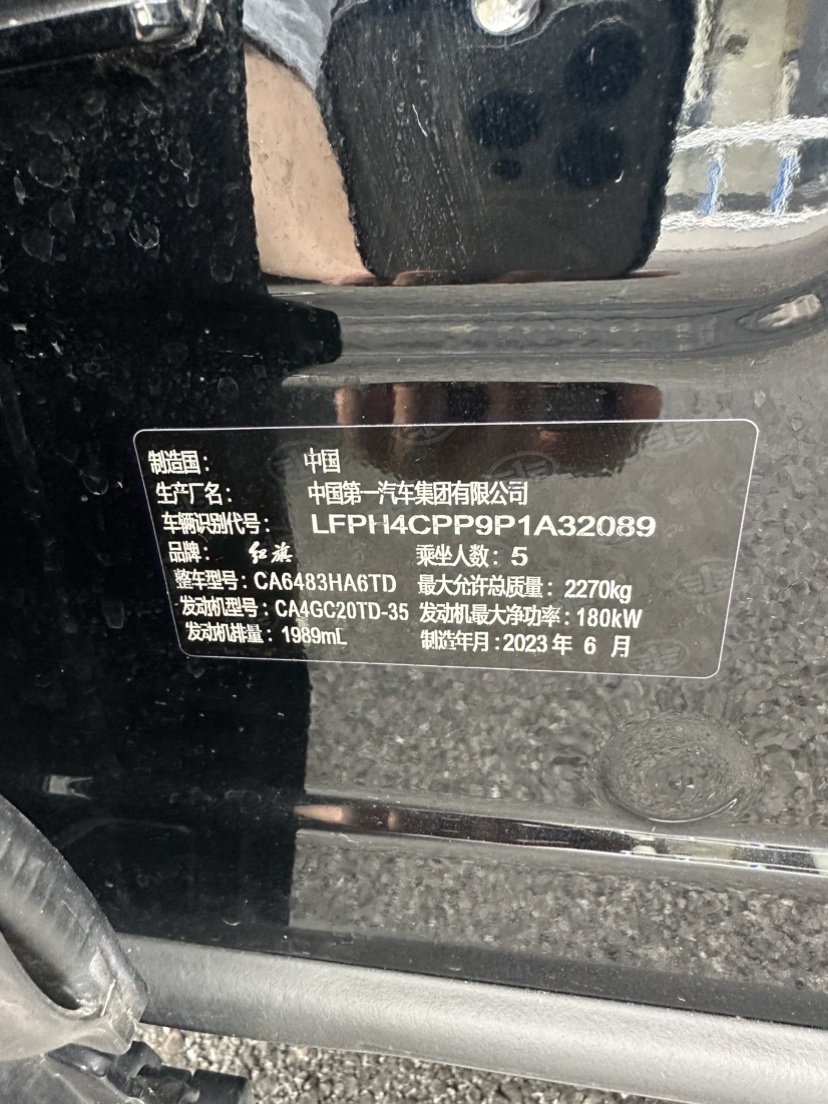 制造国： 中国
生产厂名： 中国第一汽车集团有限公司
车辆识别代号： LFPH4CPP9P1A32089
品牌： 红旗 乘坐人数：5
整车型号：CA6483HA6TD 最大允许总质量：2270kg
发动机型号：CA4GC20TD-35 发动机最大净功率：180kW
发动机排量：1989mL 制造年月：2023年 6 月